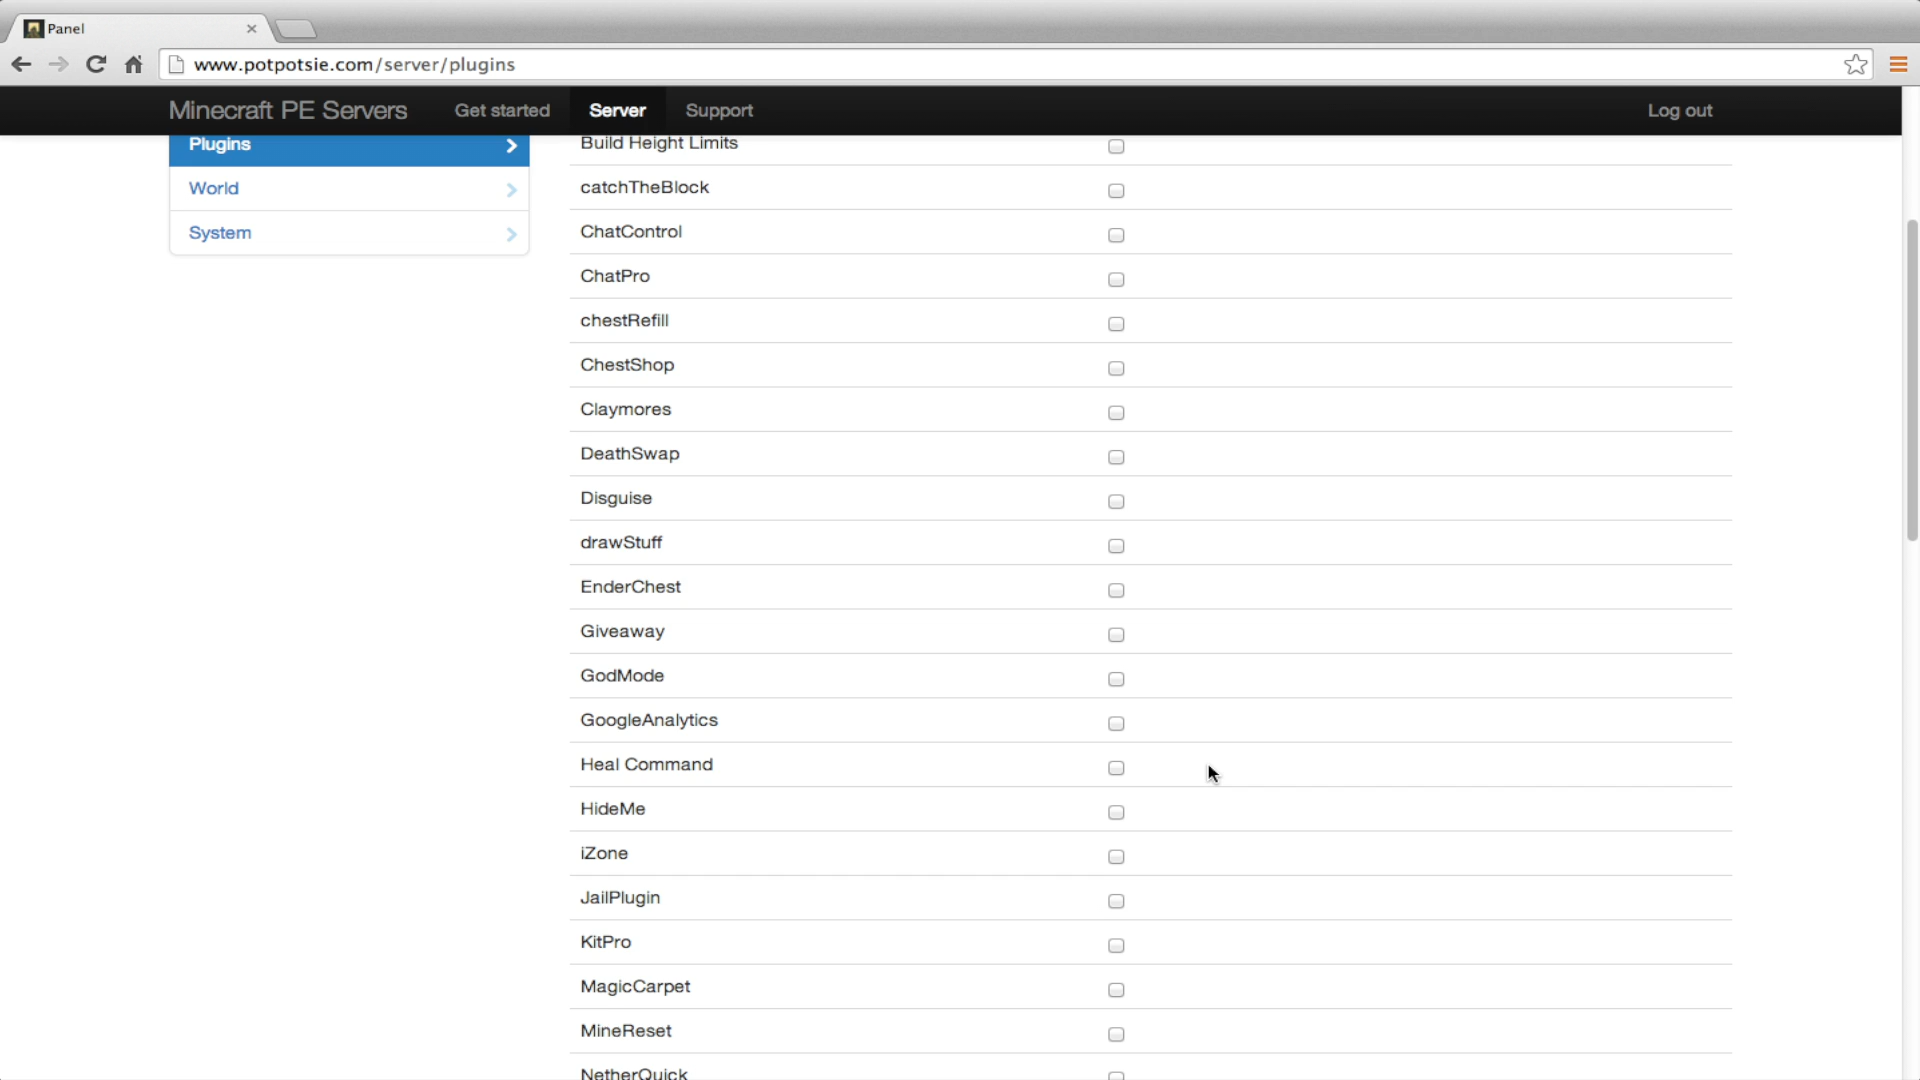 Panel
www.potpotsie.com/server/plugins
Minecraft PE Servers Get started Server Support Log out
Plugins
World
System
Build Height Limits
catchTheBlock
ChatControl
ChatPro
chestRefill
ChestShop
Claymores
DeathSwap
Disguise
drawStuff
EnderChest
Giveaway
GodMode
GoogleAnalytics
Heal Command
HideMe
iZone
JailPlugin
KitPro
MagicCarpet
MineReset
NetherQuick